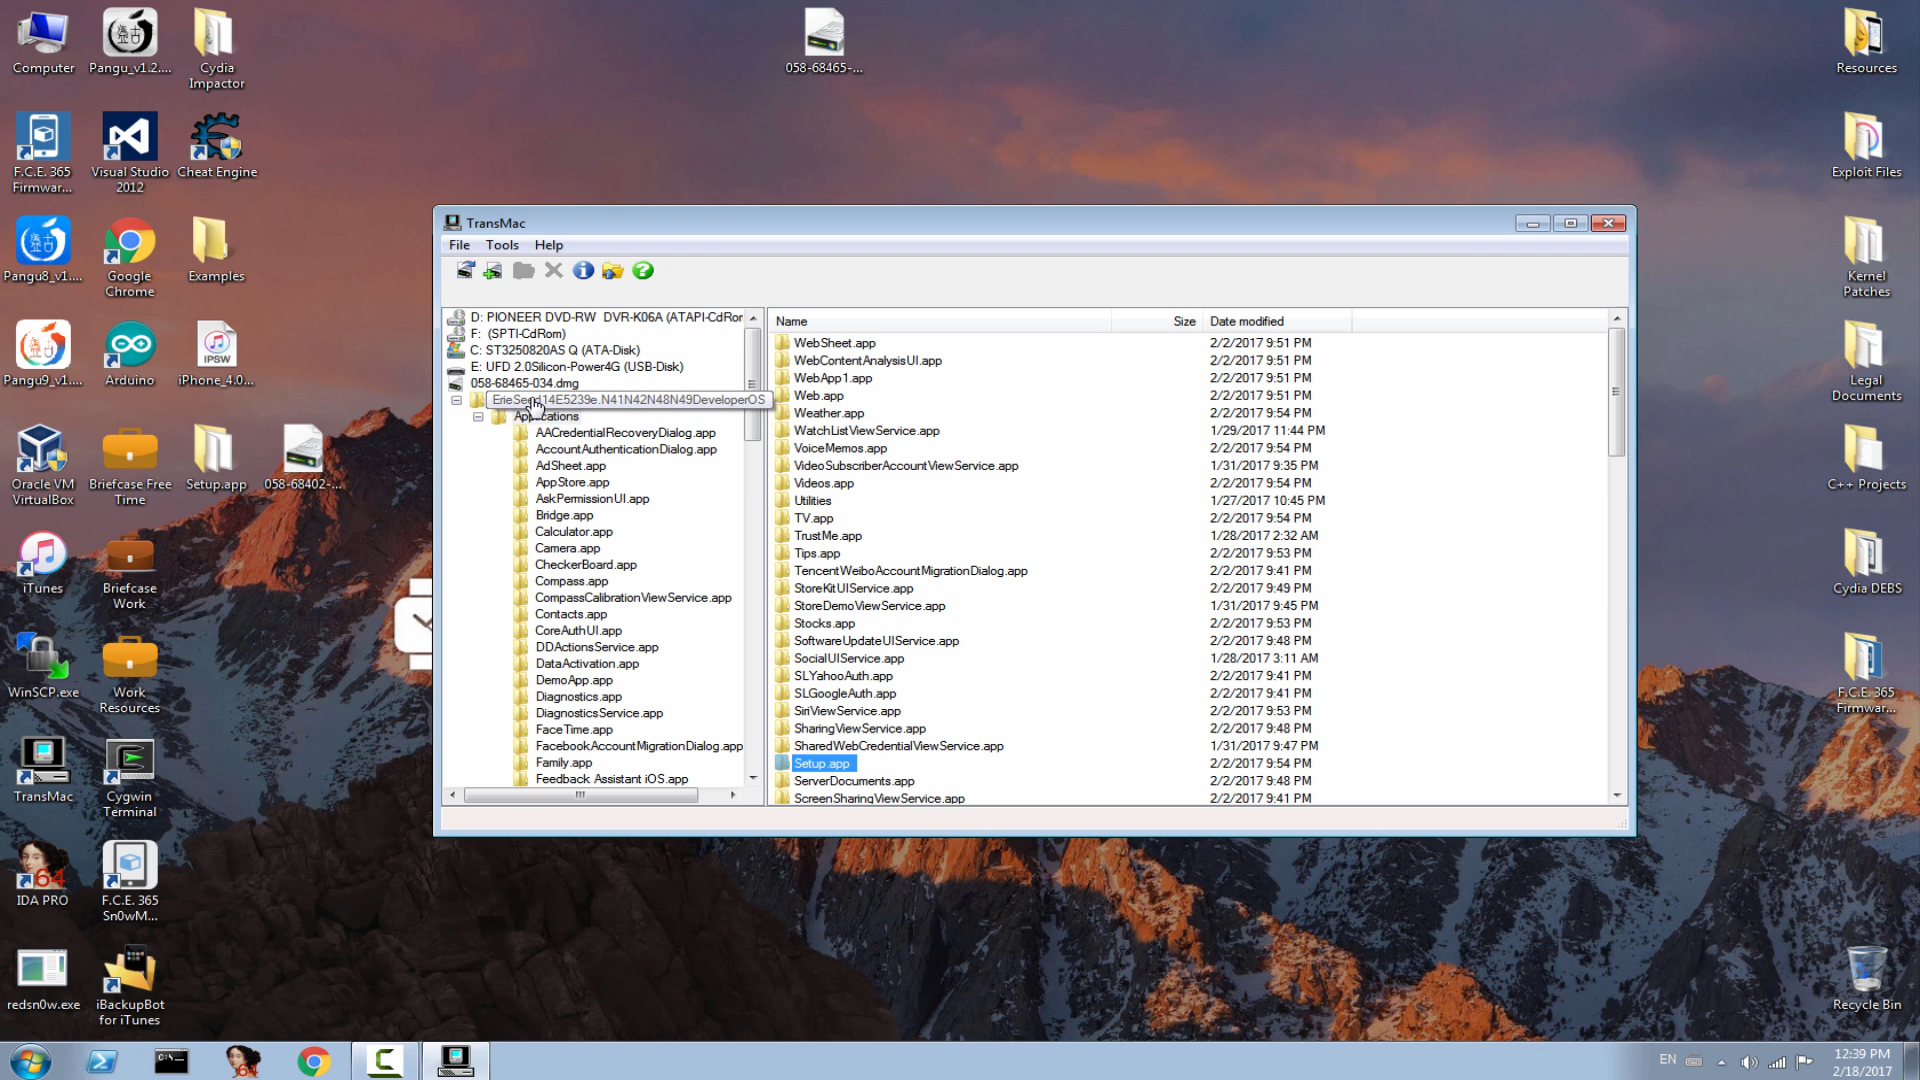 Computer
Pangu_v1.2....
Cydia
Impactor
058-68465-...
Resources
F.C.E. 365
Firmwar...
Visual Studio
2012
Cheat Engine
Exploit Files
Pangu8_v1....
Google
Chrome
Examples
Kernel
Patches
Pangu9_v1....
Arduino
IPSW
iPhone_4.0...
Legal
Documents
Oracle VM
VirtualBox
Briefcase Free
Time
Setup.app
058-68402-...
C++ Projects
iTunes
Briefcase
Work
Cydia DEBS
WinSCP.exe
Work
Resources
F.C.E. 365
Firmwar...
TransMac
Cygwin
Terminal
64
IDA PRO
F.C.E. 365
Sn0wM...
redsn0w.exe
iBackupBot
for iTunes
Recycle Bin
TransMac
File Tools Help
D: PIONEER DVD-RW DVR-K06A (ATAPI-CdRom
F: (SPTI-CdRom)
C: ST3250820AS Q (ATA-Disk)
E: UFD 2.0Silicon-Power4G (USB-Disk)
058-68465-034.dmg
ErieSeed14E5239e.N41N42N48N49DeveloperOS
Applications
AACredentialRecoveryDialog.app
AccountAuthenticationDialog.app
AdSheet.app
AppStore.app
AskPermissionUI.app
Bridge.app
Calculator.app
Camera.app
CheckerBoard.app
Compass.app
CompassCalibrationViewService.app
Contacts.app
CoreAuthUI.app
DDActionsService.app
DataActivation.app
DemoApp.app
Diagnostics.app
DiagnosticsService.app
FaceTime.app
FacebookAccountMigrationDialog.app
Family.app
Feedback Assistant iOS.app
Name Size Date modified
WebSheet.app 2/2/2017 9:51 PM
WebContentAnalysisUI.app 2/2/2017 9:51 PM
WebApp1.app 2/2/2017 9:51 PM
Web.app 2/2/2017 9:51 PM
Weather.app 2/2/2017 9:54 PM
WatchListViewService.app 1/29/2017 11:44 PM
VoiceMemos.app 2/2/2017 9:54 PM
VideoSubscriberAccountViewService.app 1/31/2017 9:35 PM
Videos.app 2/2/2017 9:54 PM
Utilities 1/27/2017 10:45 PM
TV.app 2/2/2017 9:54 PM
TrustMe.app 1/28/2017 2:32 AM
Tips.app 2/2/2017 9:53 PM
TencentWeiboAccountMigrationDialog.app 2/2/2017 9:41 PM
StoreKitUIService.app 2/2/2017 9:49 PM
StoreDemoViewService.app 1/31/2017 9:45 PM
Stocks.app 2/2/2017 9:53 PM
SoftwareUpdateUIService.app 2/2/2017 9:48 PM
SocialUIService.app 1/28/2017 3:11 AM
SLYahooAuth.app 2/2/2017 9:41 PM
SLGoogleAuth.app 2/2/2017 9:41 PM
SiriViewService.app 2/2/2017 9:53 PM
SharingViewService.app 2/2/2017 9:48 PM
SharedWebCredentialViewService.app 1/31/2017 9:47 PM
Setup.app 2/2/2017 9:54 PM
ServerDocuments.app 2/2/2017 9:48 PM
ScreenSharingViewService.app 2/2/2017 9:41 PM
C:\
64
EN
12:39 PM
2/18/2017